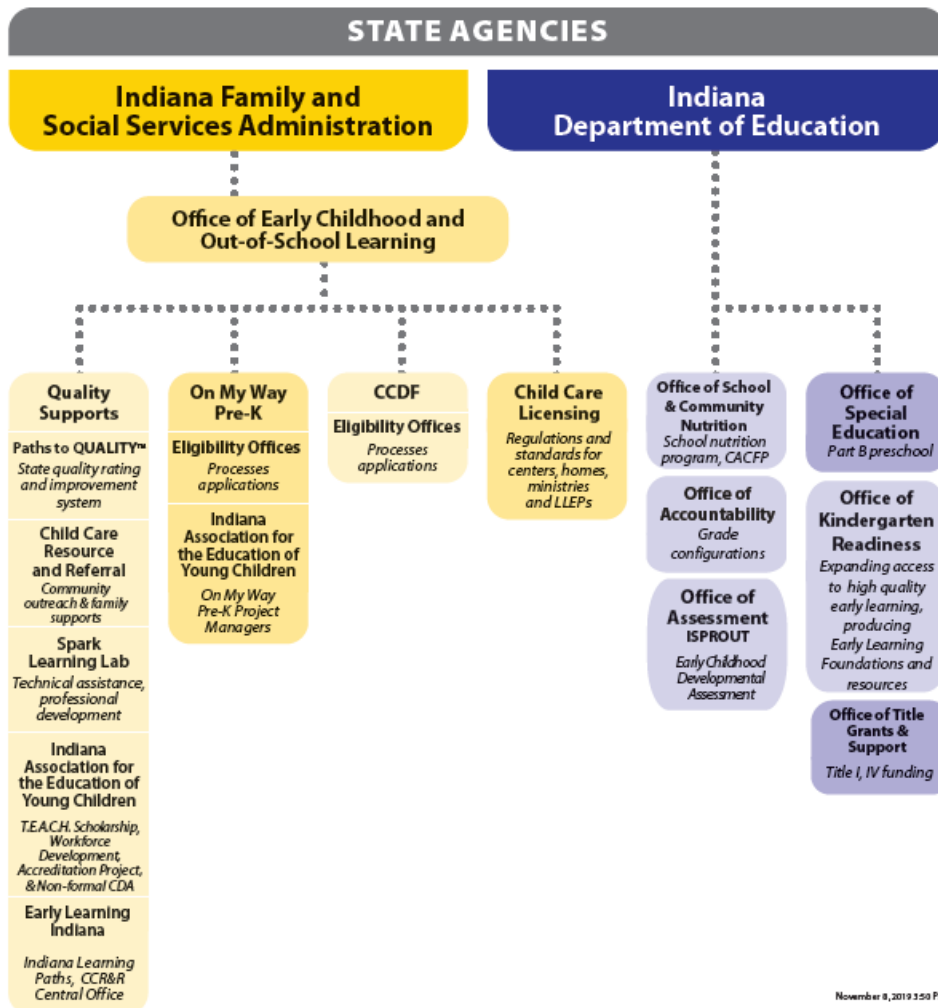 STATE AGENCIES
Indiana Family and
Social Services Administration
Indiana
Department of Education
Office of Early Childhood and
Out-of-School Learning
Quality
Supports
Paths to QUALITY™
State quality rating
and improvement
system
Child Care
Resource
and Referral
Community
outreach & family
supports
Spark
Learning Lab
Technical assistance,
professional
development
Indiana
Association for
the Education of
Young Children
T.E.A.C.H. Scholarship,
Workforce
Development,
Accreditation Project,
& Non-formal CDA
Early Learning
Indiana
Indiana Learning
Paths, CCR&R
Central Office
On My Way
Pre-K
Eligibility Offices
Processes
applications
Indiana
Association for
the Education of
Young Children
On My Way
Pre-K Project
Managers
CCDF
Eligibility Offices
Processes
applications
Child Care
Licensing
Regulations and
standards for
centers, homes,
ministries
and LLEPs
Office of School
& Community
Nutrition
School nutrition
program, CACFP
Office of
Accountability
Grade
configurations
Office of
Assessment
ISPROUT
Early Childhood
Developmental
Assessment
Office of
Special
Education
Part B preschool
Office of
Kindergarten
Readiness
Expanding access
to high quality
early learning,
producing
Early Learning
Foundations and
resources
Office of Title
Grants &
Support
Title I, IV funding
November 8, 2019 3:50 P